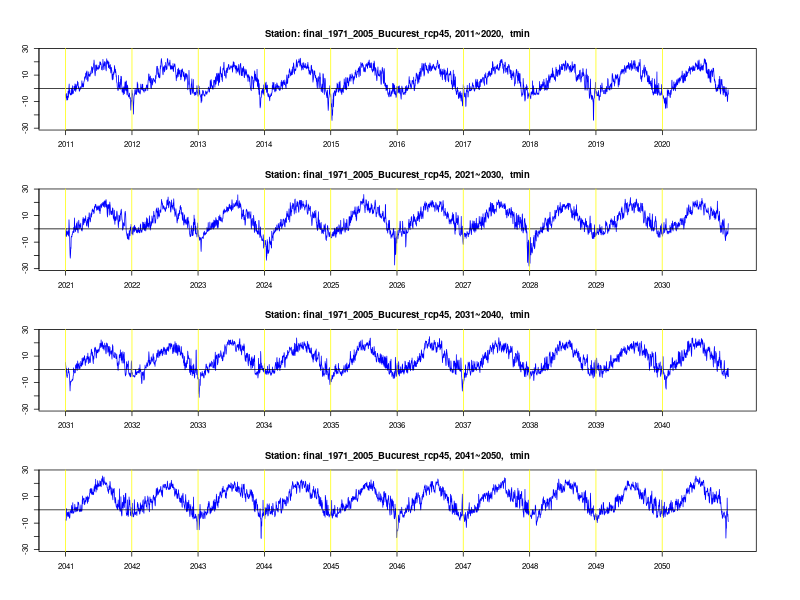 Station: final_1971_2005_Bucurest_rcp45, 2011~2020, tmin
30
10
-10
-30
2011 2012 2013 2014 2015 2016 2017 2018 2019 2020
Station: final_1971_2005_Bucurest_rcp45, 2021~2030, tmin
30
10
-10
-30
2021 2022 2023 2024 2025 2026 2027 2028 2029 2030
Station: final_1971_2005_Bucurest_rcp45, 2031~2040, tmin
30
10
-10
-30
2031 2032 2033 2034 2035 2036 2037 2038 2039 2040
Station: final_1971_2005_Bucurest_rcp45, 2041~2050, tmin
30
10
-10
-30
2041 2042 2043 2044 2045 2046 2047 2048 2049 2050